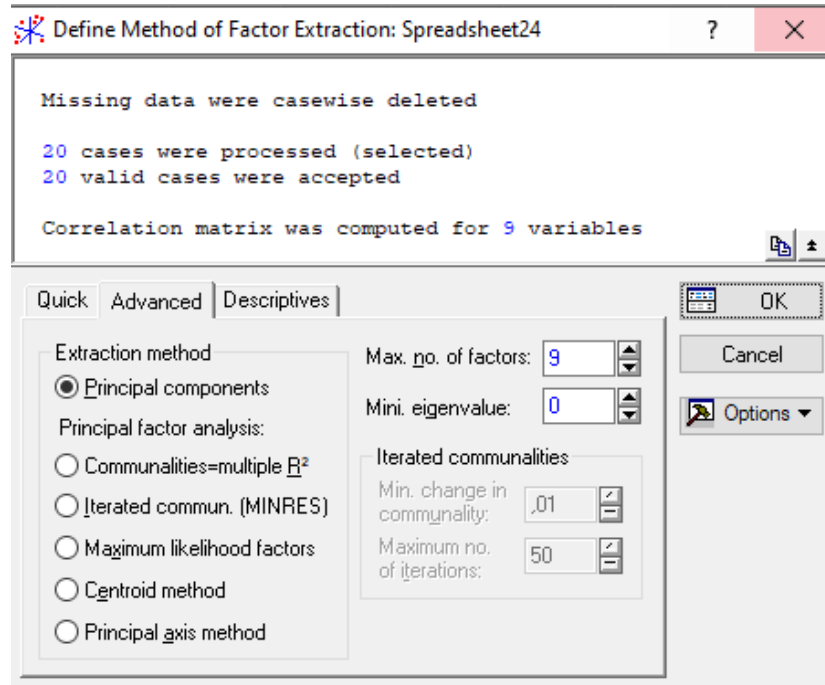 Define Method of Factor Extraction: Spreadsheet24
?
Missing data were casewise deleted
20 cases were processed (selected)
20 valid cases were accepted
Correlation matrix was computed for 9 variables
Quick
Advanced
Descriptives
OK
Cancel
Options
Extraction method
Principal components
Principal factor analysis:
Communalities=multiple R²
Iterated commun. (MINRES)
Maximum likelihood factors
Centroid method
Principal axis method
Max. no. of factors: 9
Mini. eigenvalue: 0
Iterated communalities
Min. change in
communality:
,01
Maximum no.
of iterations:
50